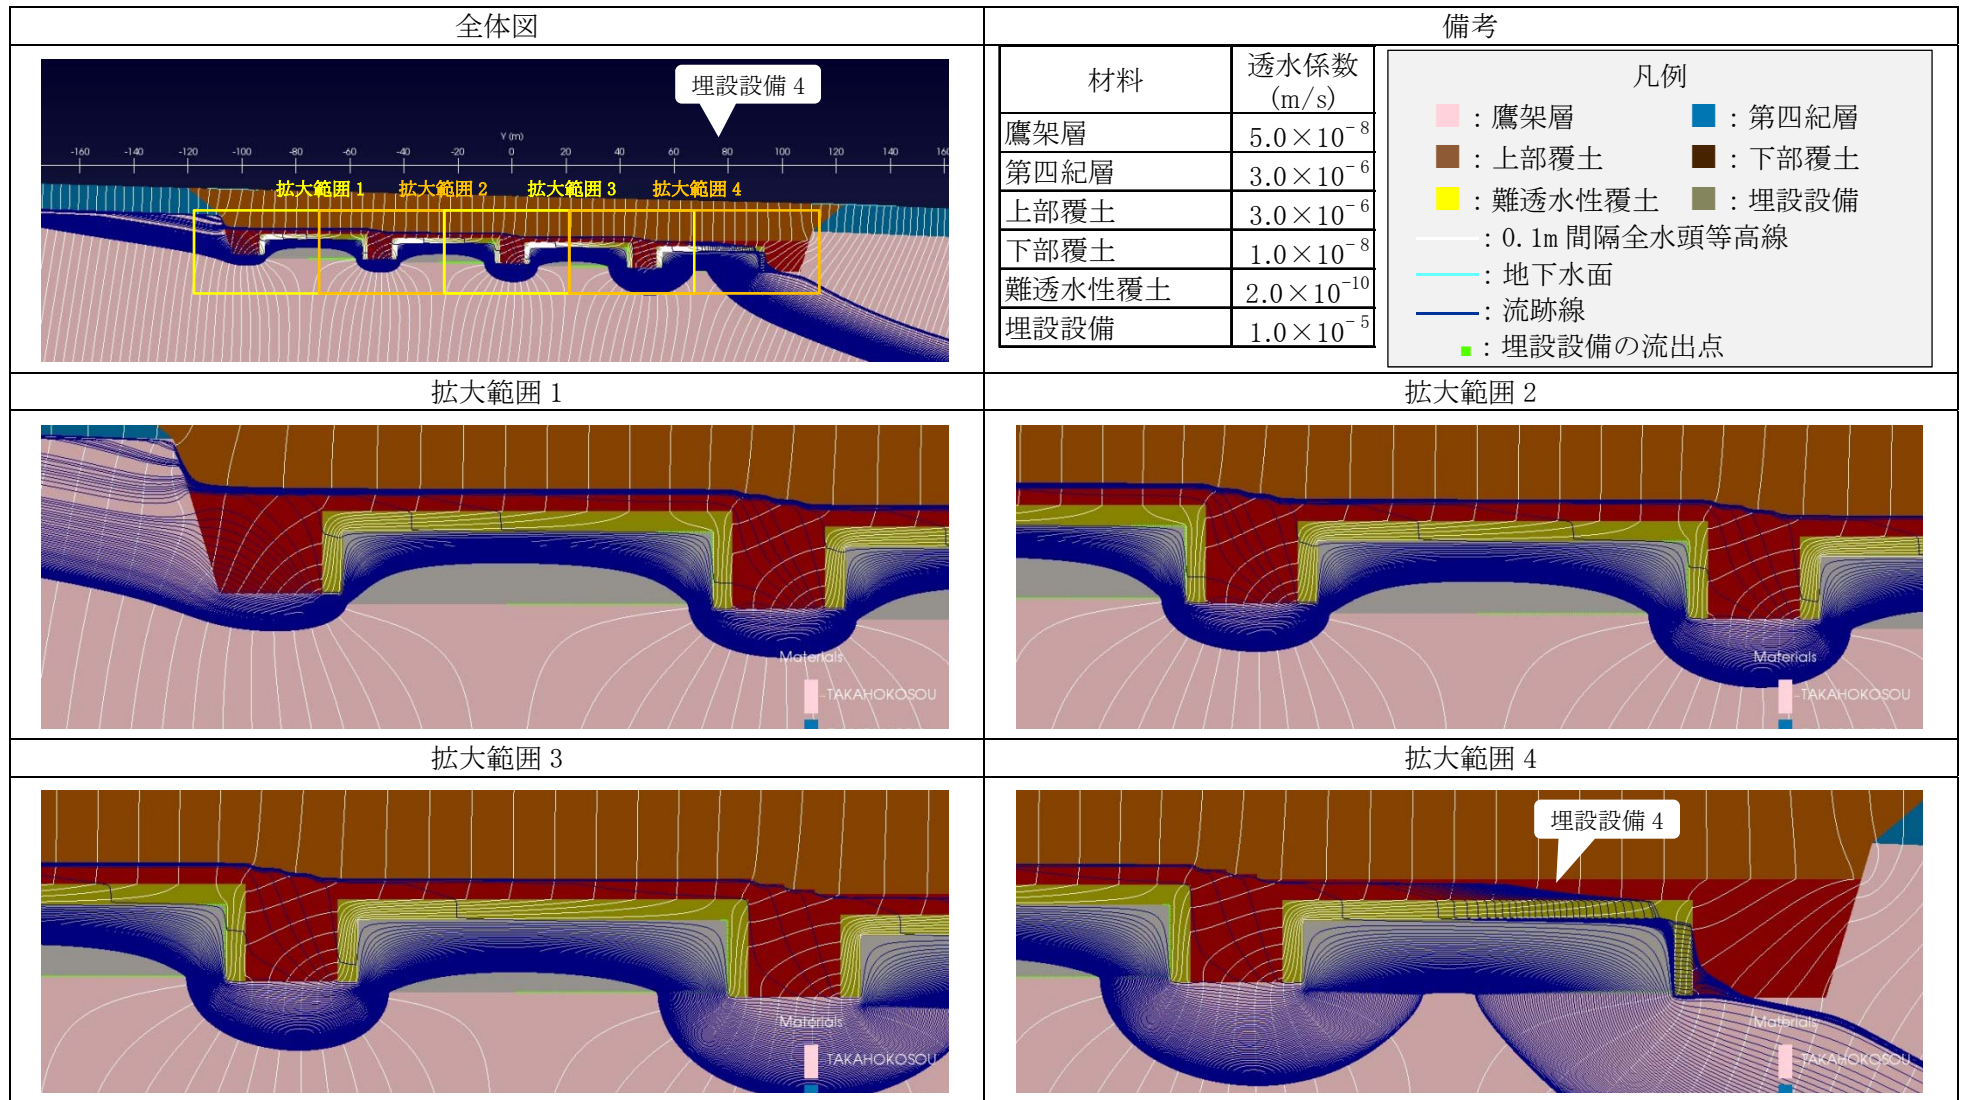 全体図
備考
埋設設備 4
Y (m)
-160 -140 -120 -100 -80 -60 -40 -20 0 20 40 60 80 100 120 140 160
拡大範囲 1 拡大範囲 2 拡大範囲 3 拡大範囲 4
材料 透水係数
(m/s)
鷹架層 5.0×10⁻⁸
第四紀層 3.0×10⁻⁶
上部覆土 3.0×10⁻⁶
下部覆土 1.0×10⁻⁸
難透水性覆土 2.0×10⁻¹⁰
埋設設備 1.0×10⁻⁵
凡例
：鷹架層 ：第四紀層
：上部覆土 ：下部覆土
：難透水性覆土 ：埋設設備
：0.1m 間隔全水頭等高線
：地下水面
：流跡線
：埋設設備の流出点
拡大範囲 1
拡大範囲 2
Materials
TAKAHOKOSOU
Materials
TAKAHOKOSOU
拡大範囲 3
拡大範囲 4
Materials
TAKAHOKOSOU
埋設設備 4
Materials
TAKAHOKOSOU